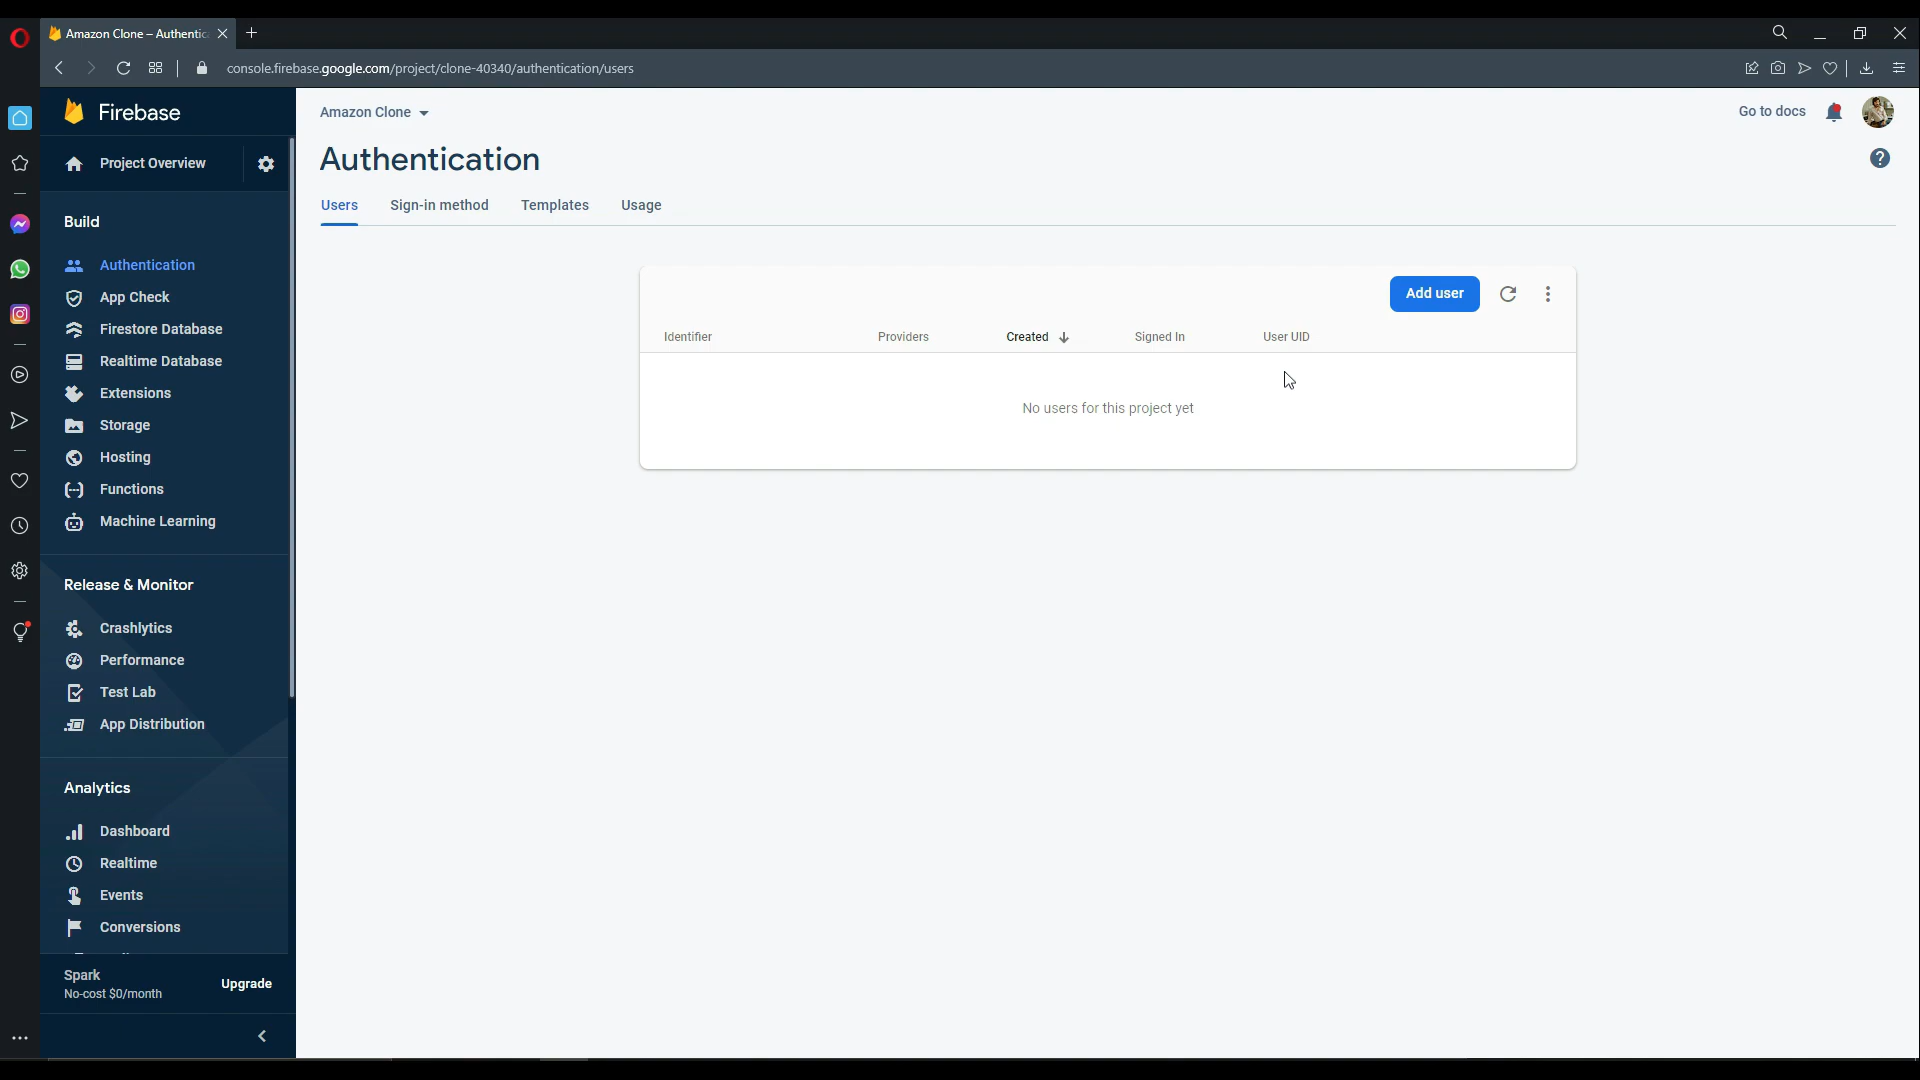 Amazon Clone – Authentic
console.firebase.google.com/project/clone-40340/authentication/users
Firebase
Project Overview
Build
Authentication
App Check
Firestore Database
Realtime Database
Extensions
Storage
Hosting
Functions
Machine Learning
Release & Monitor
Crashlytics
Performance
Test Lab
App Distribution
Analytics
Dashboard
Realtime
Events
Conversions
Spark
No-cost $0/month
Upgrade
Amazon Clone
Go to docs
Authentication
Users Sign-in method Templates Usage
Add user
Identifier Providers Created Signed In User UID
No users for this project yet